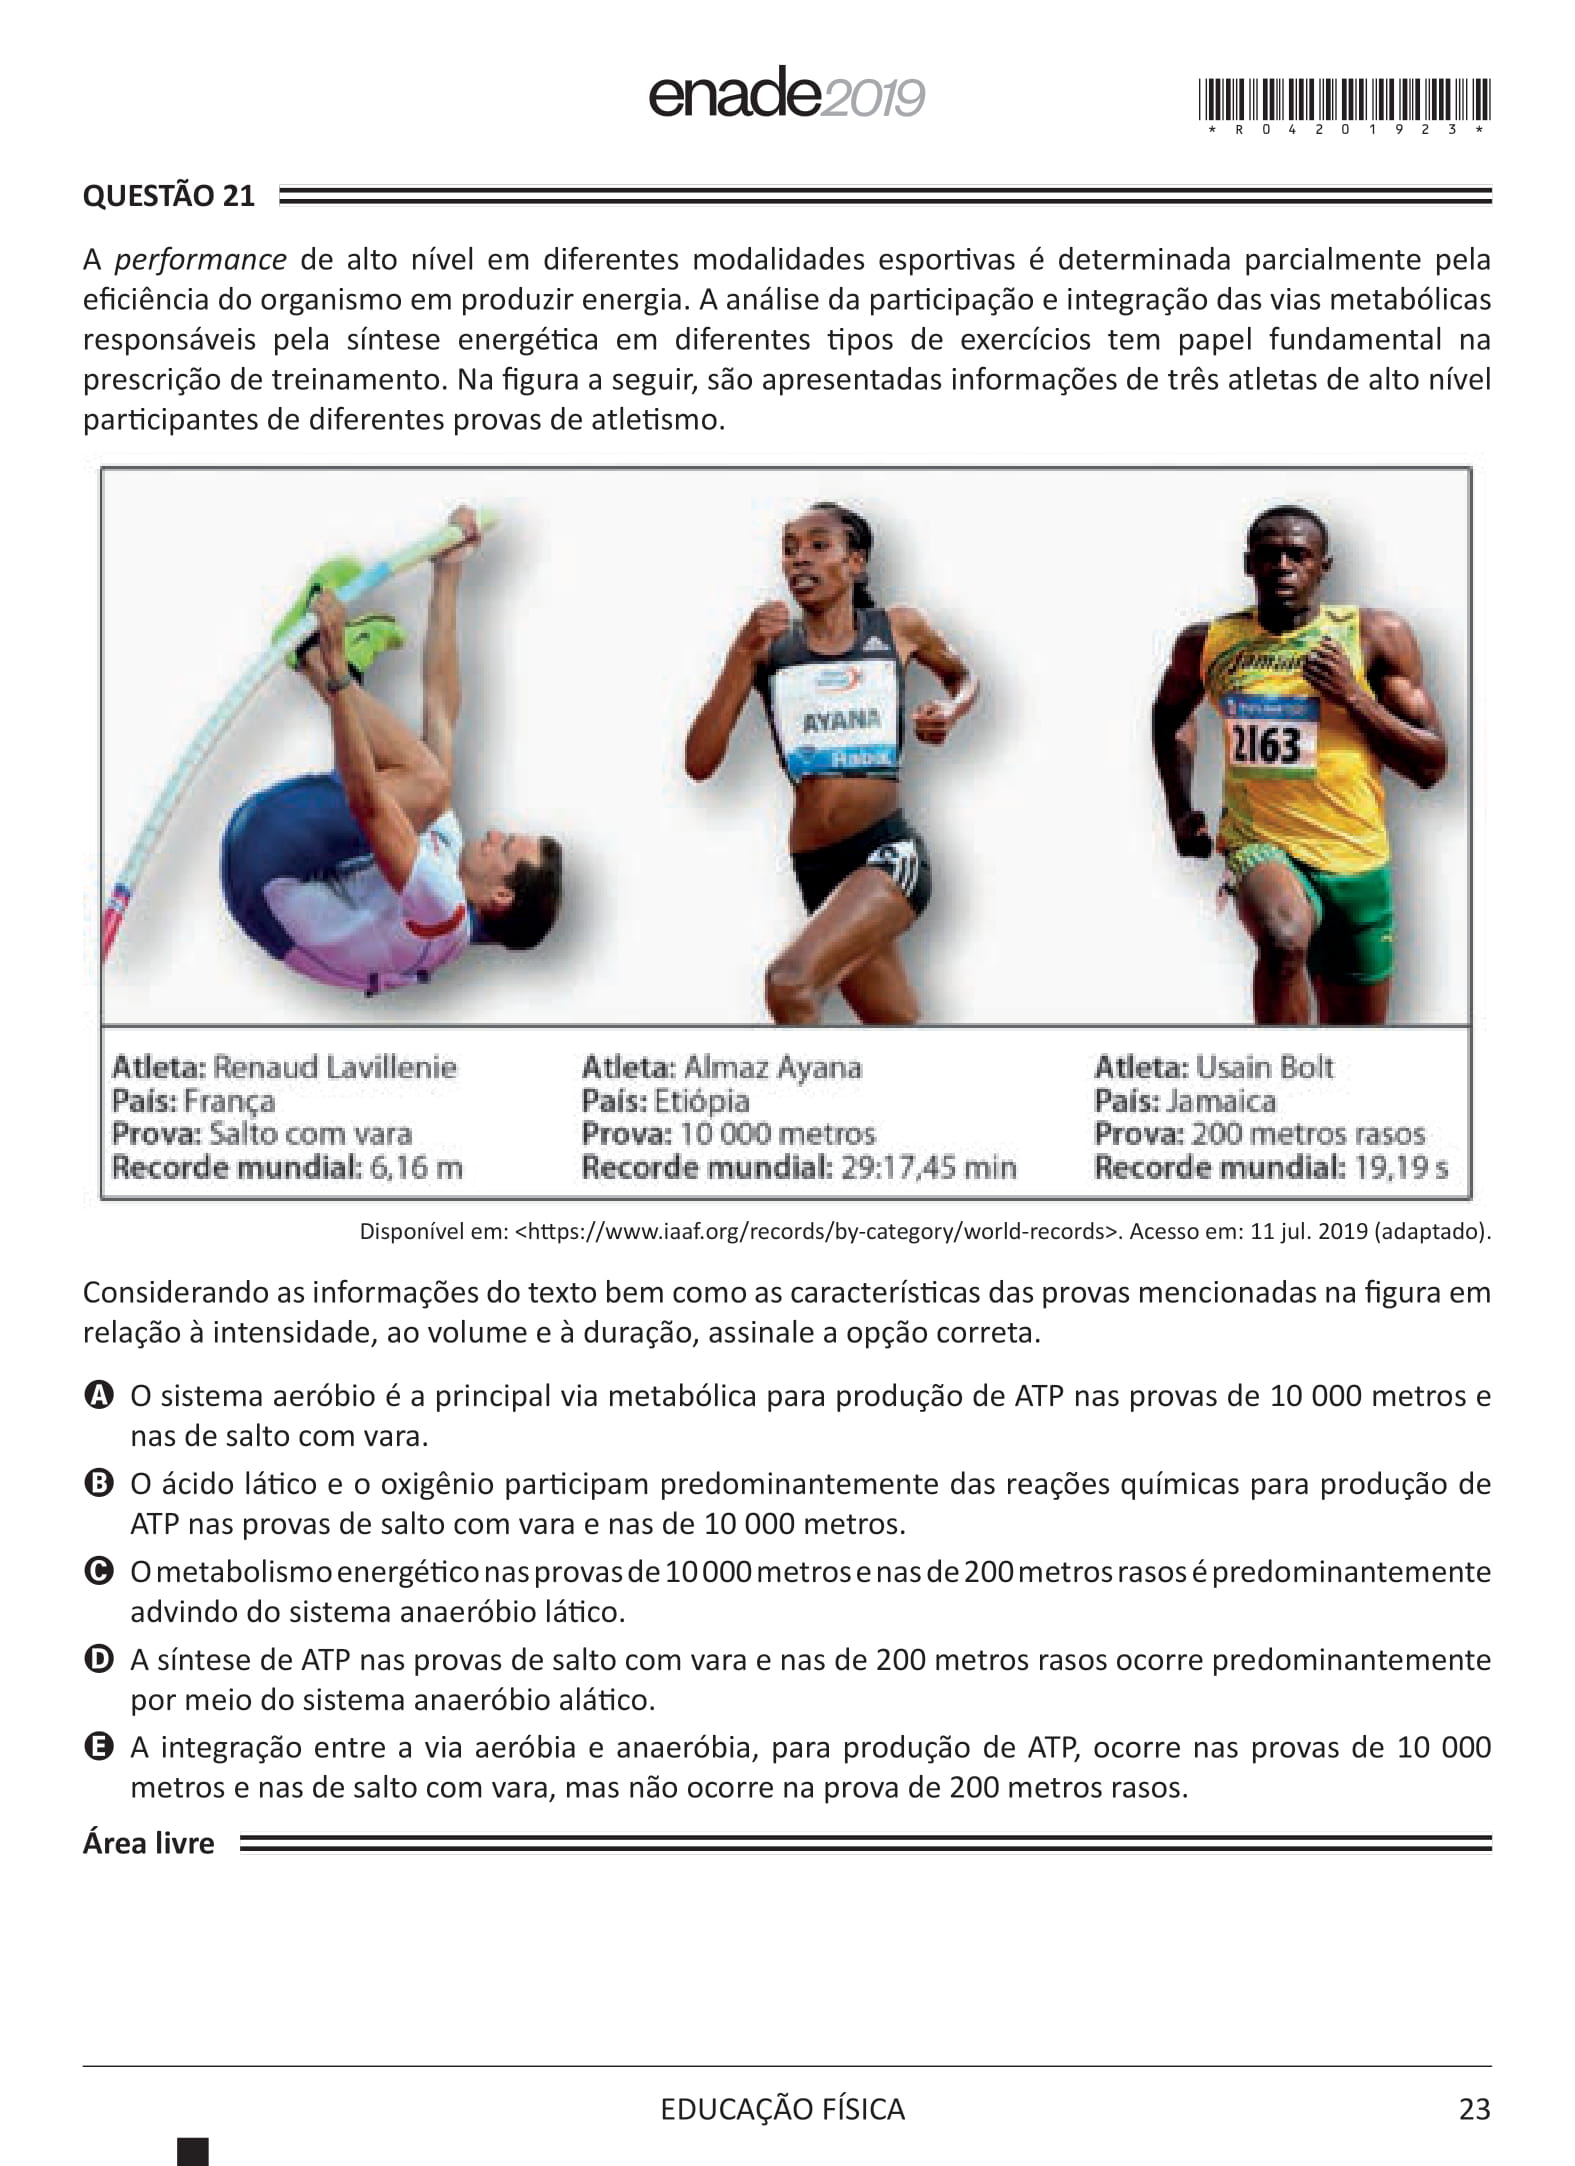 enade2019
*R04201923*
QUESTÃO 21
A performance de alto nível em diferentes modalidades esportivas é determinada parcialmente pela
eficiência do organismo em produzir energia. A análise da participação e integração das vias metabólicas
responsáveis pela síntese energética em diferentes tipos de exercícios tem papel fundamental na
prescrição de treinamento. Na figura a seguir, são apresentadas informações de três atletas de alto nível
participantes de diferentes provas de atletismo.
AYANA
2163
Atleta: Renaud Lavillenie
País: França
Prova: Salto com vara
Recorde mundial: 6,16 m
Atleta: Almaz Ayana
País: Etiópia
Prova: 10 000 metros
Recorde mundial: 29:17,45 min
Atleta: Usain Bolt
País: Jamaica
Prova: 200 metros rasos
Recorde mundial: 19,19 s
Disponível em: <https://www.iaaf.org/records/by-category/world-records>. Acesso em: 11 jul. 2019 (adaptado).
Considerando as informações do texto bem como as características das provas mencionadas na figura em
relação à intensidade, ao volume e à duração, assinale a opção correta.
A O sistema aeróbio é a principal via metabólica para produção de ATP nas provas de 10 000 metros e
nas de salto com vara.
B O ácido lático e o oxigênio participam predominantemente das reações químicas para produção de
ATP nas provas de salto com vara e nas de 10 000 metros.
C O metabolismo energético nas provas de 10 000 metros e nas de 200 metros rasos é predominantemente
advindo do sistema anaeróbio lático.
D A síntese de ATP nas provas de salto com vara e nas de 200 metros rasos ocorre predominantemente
por meio do sistema anaeróbio alático.
E A integração entre a via aeróbia e anaeróbia, para produção de ATP, ocorre nas provas de 10 000
metros e nas de salto com vara, mas não ocorre na prova de 200 metros rasos.
Área livre
EDUCAÇÃO FÍSICA
23